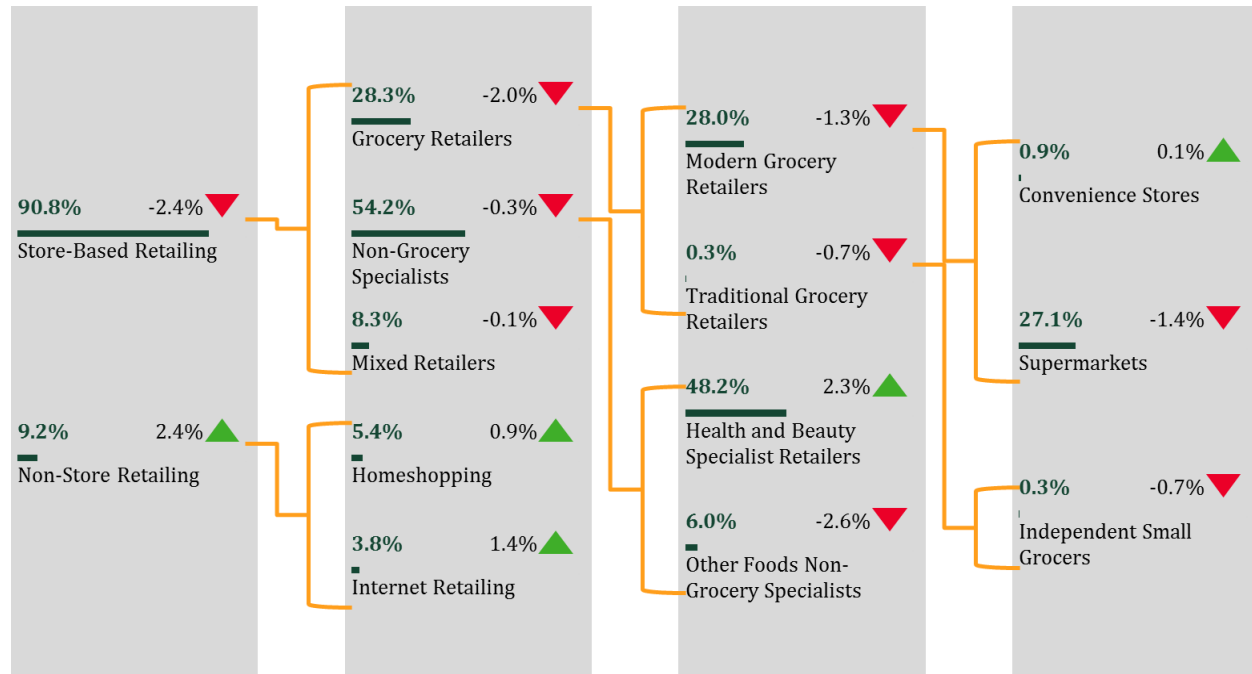 90.8% -2.4%
Store-Based Retailing
9.2% 2.4%
Non-Store Retailing
28.3% -2.0%
Grocery Retailers
54.2% -0.3%
Non-Grocery
Specialists
8.3% -0.1%
Mixed Retailers
5.4% 0.9%
Homeshopping
3.8% 1.4%
Internet Retailing
28.0% -1.3%
Modern Grocery
Retailers
0.3% -0.7%
Traditional Grocery
Retailers
48.2% 2.3%
Health and Beauty
Specialist Retailers
6.0% -2.6%
Other Foods Non-
Grocery Specialists
0.9% 0.1%
Convenience Stores
27.1% -1.4%
Supermarkets
0.3% -0.7%
Independent Small
Grocers